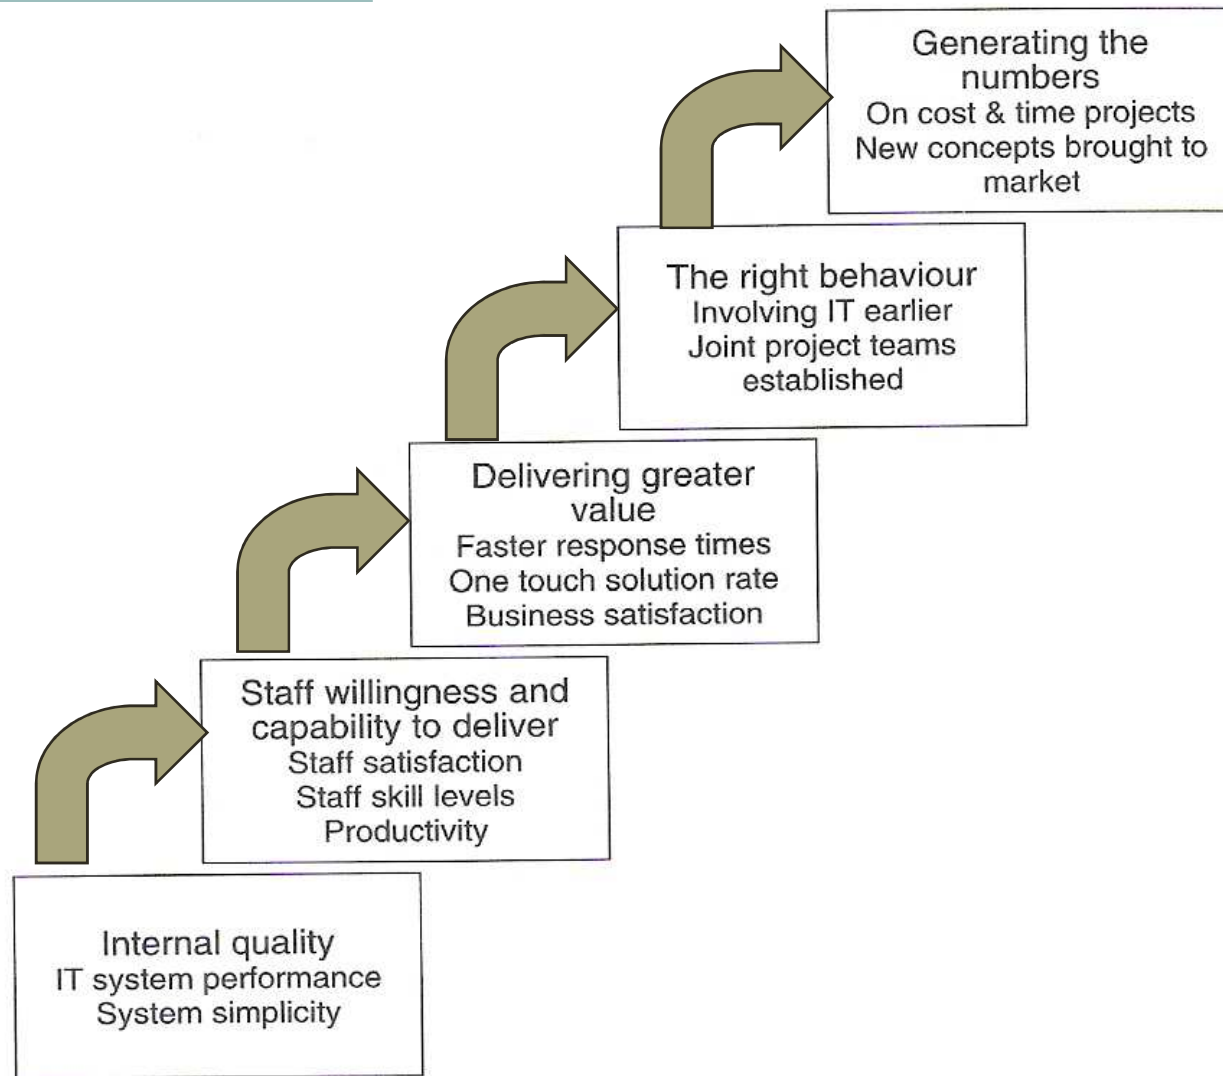 Generating the
numbers
On cost & time projects
New concepts brought to
market
The right behaviour
Involving IT earlier
Joint project teams
established
Delivering greater
value
Faster response times
One touch solution rate
Business satisfaction
Staff willingness and
capability to deliver
Staff satisfaction
Staff skill levels
Productivity
Internal quality
IT system performance
System simplicity